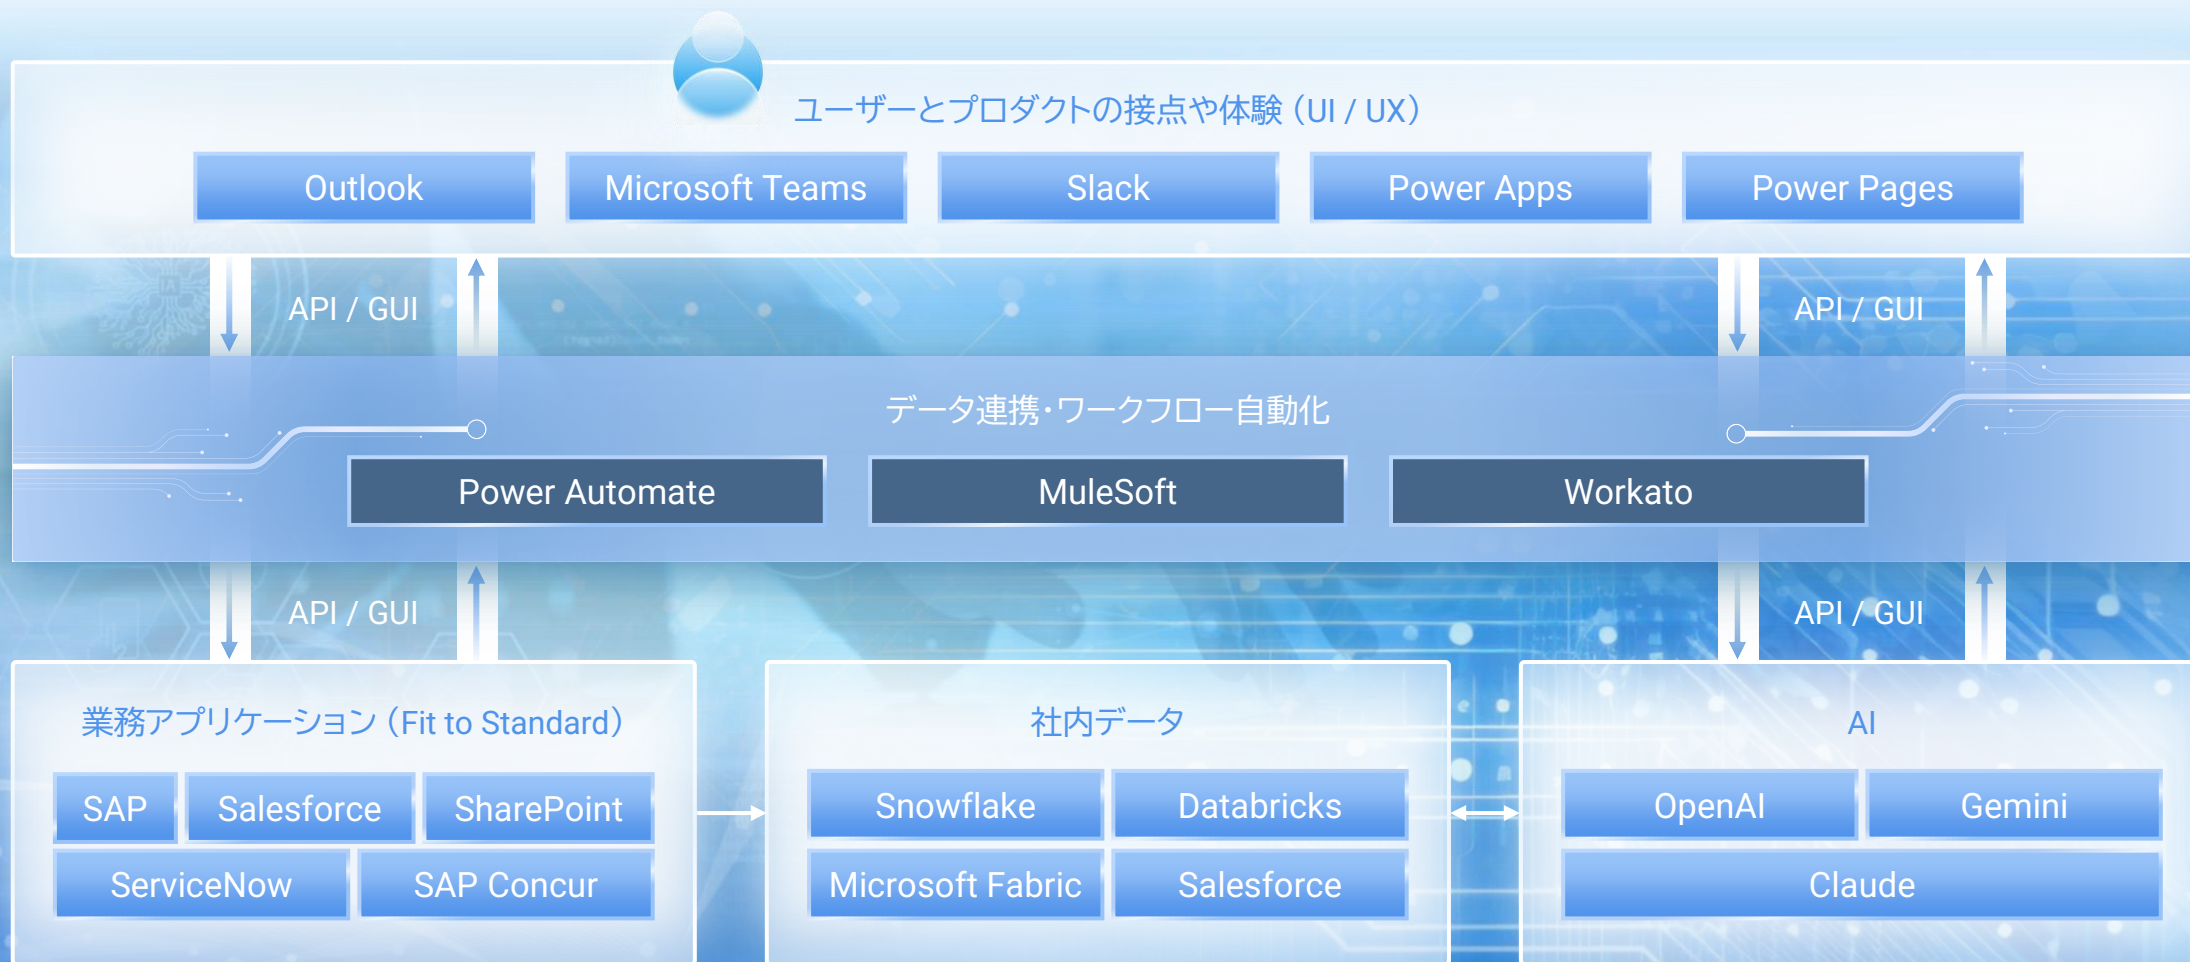 ユーザーとプロダクトの接点や体験（UI / UX）
Outlook
Microsoft Teams
Slack
Power Apps
Power Pages
API / GUI
API / GUI
データ連携・ワークフロー自動化
Power Automate
MuleSoft
Workato
API / GUI
API / GUI
業務アプリケーション（Fit to Standard）
SAP
Salesforce
SharePoint
ServiceNow
SAP Concur
社内データ
Snowflake
Databricks
Microsoft Fabric
Salesforce
AI
OpenAI
Gemini
Claude